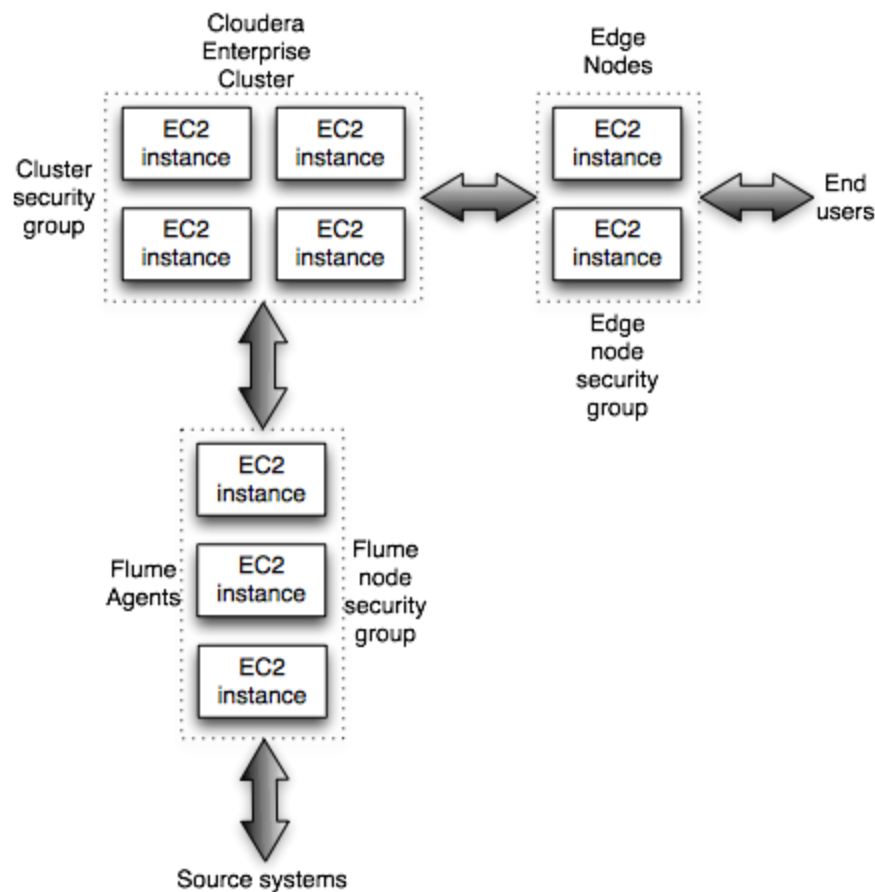 Cloudera
Enterprise
Cluster
Edge
Nodes
EC2
instance
EC2
instance
EC2
instance
Cluster
security
group
End
users
EC2
instance
EC2
instance
EC2
instance
Edge
node
security
group
EC2
instance
Flume
Agents
EC2
instance
Flume
node
security
group
EC2
instance
Source systems